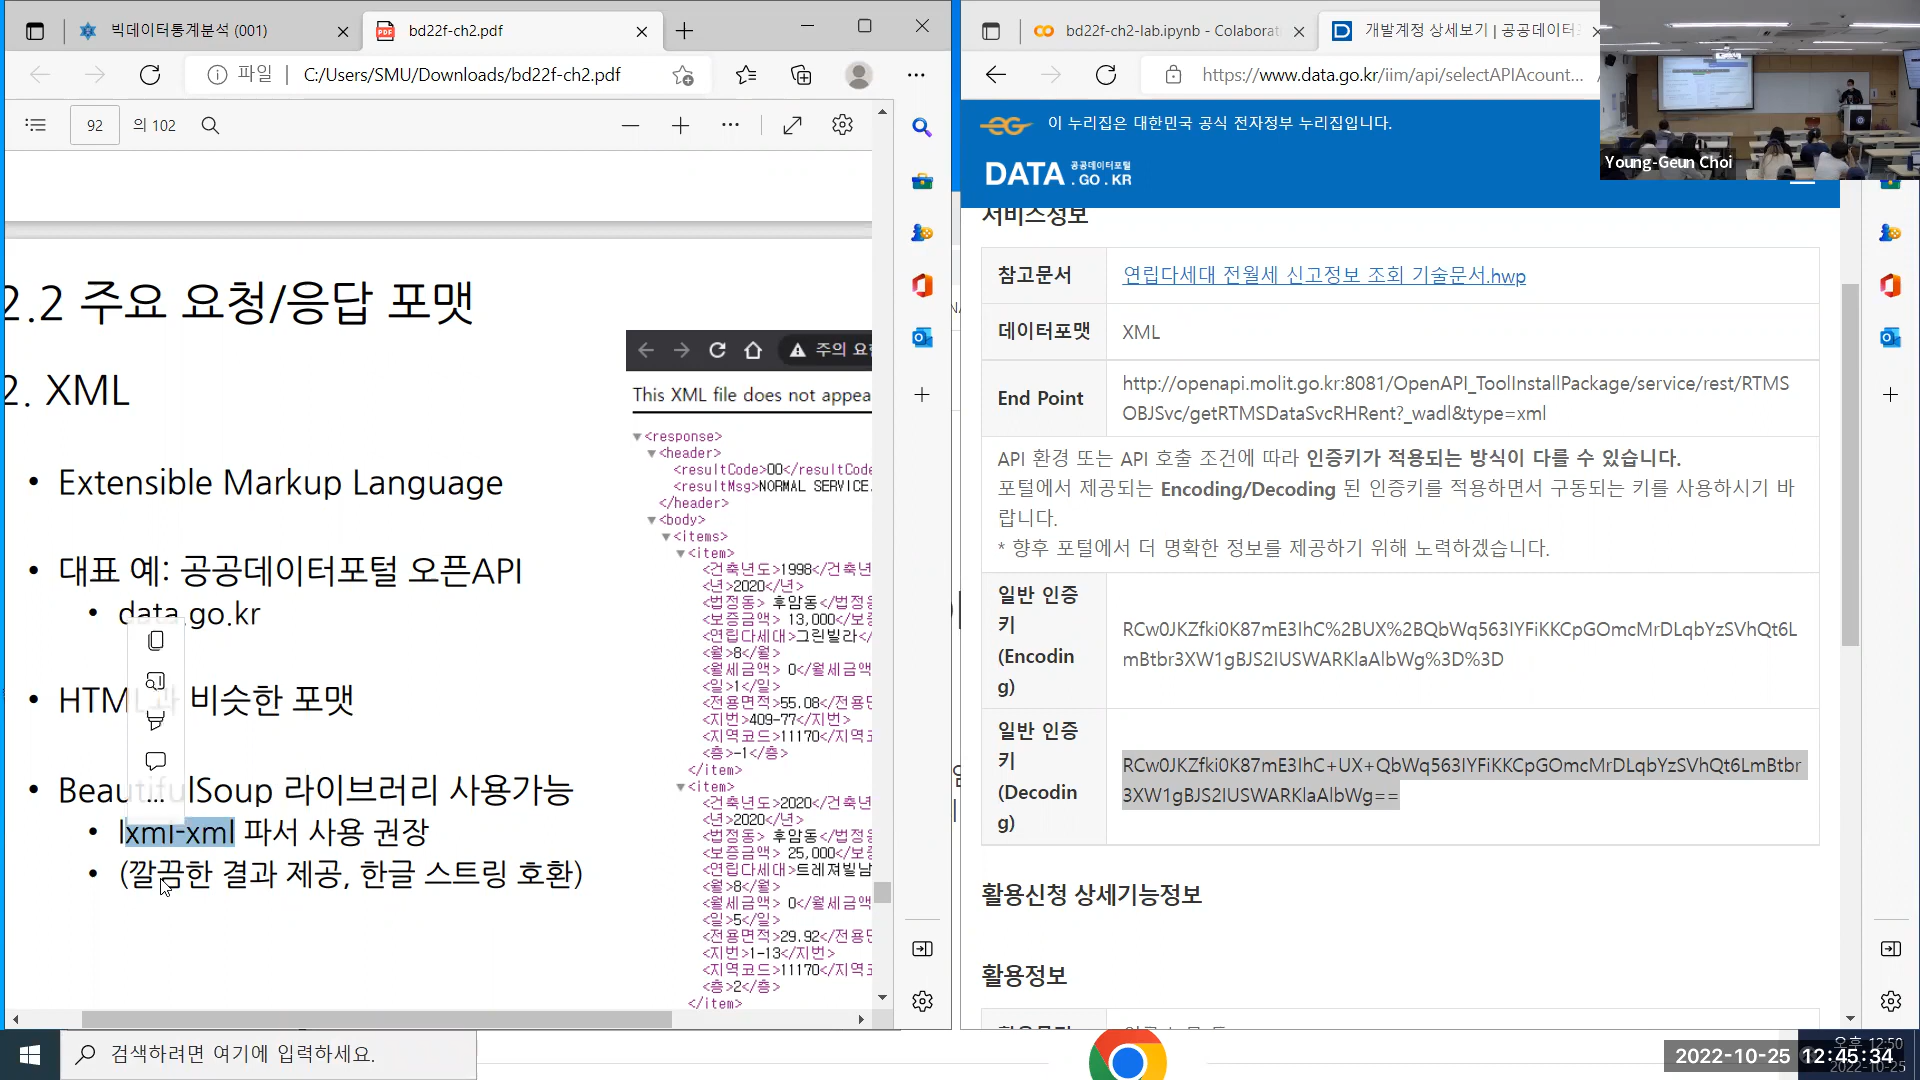 빅데이터통계분석 (001)
bd22f-ch2.pdf
파일
C:/Users/SMU/Downloads/bd22f-ch2.pdf
92
의 102
2.2 주요 요청/응답 포맷
2. XML
• Extensible Markup Language
• 대표 예: 공공데이터포털 오픈API
• data.go.kr
• HTML과 비슷한 포맷
• BeautifulSoup 라이브러리 사용가능
• lxml-xml 파서 사용 권장
• (깔끔한 결과 제공, 한글 스트링 호환)
주의 요
This XML file does not appea
<response>
<header>
<resultCode>00</resultCode
<resultMsg>NORMAL SERVICE.
</header>
<body>
<items>
<item>
<건축년도>1998</건축년
<년>2020</년>
<법정동> 후암동</법정
<보증금액> 13,000</보
<연립다세대>그린빌라</
<월>8</월>
<월세금액> 0</월세금액
<일>1</일>
<전용면적>55.08</전용면
<지번>409-77</지번>
<지역코드>11170</지역코
<층>-1</층>
</item>
<item>
<건축년도>2020</건축년
<년>2020</년>
<법정동> 후암동</법정
<보증금액> 25,000</보
<연립다세대>트레져빌남
<월>8</월>
<월세금액> 0</월세금액
<일>5</일>
<전용면적>29.92</전용면
<지번>1-13</지번>
<지역코드>11170</지역코
<층>2</층>
</item>
bd22f-ch2-lab.ipynb - Colaborat
개발계정 상세보기 | 공공데이터
https://www.data.go.kr/iim/api/selectAPIAcount...
이 누리집은 대한민국 공식 전자정부 누리집입니다.
DATA 공공데이터포털
.GO.KR
Young-Geun Choi
서비스정보
참고문서
연립다세대 전월세 신고정보 조회 기술문서.hwp
데이터포맷
XML
End Point
http://openapi.molit.go.kr:8081/OpenAPI_ToolInstallPackage/service/rest/RTMS
OBJSvc/getRTMSDataSvcRHRent?_wadl&type=xml
API 환경 또는 API 호출 조건에 따라 인증키가 적용되는 방식이 다를 수 있습니다.
포털에서 제공되는 Encoding/Decoding 된 인증키를 적용하면서 구동되는 키를 사용하시기 바
랍니다.
* 향후 포털에서 더 명확한 정보를 제공하기 위해 노력하겠습니다.
일반 인증
키
(Encodin
g)
RCw0JKZfki0K87mE3IhC%2BUX%2BQbWq563IYFiKKCpGOmcMrDLqbYzSVhQt6L
mBtbr3XW1gBJS2IUSWARKlaAlbWg%3D%3D
일반 인증
키
(Decodin
g)
RCw0JKZfki0K87mE3IhC+UX+QbWq563IYFiKKCpGOmcMrDLqbYzSVhQt6LmBtbr
3XW1gBJS2IUSWARKlaAlbWg==
활용신청 상세기능정보
활용정보
검색하려면 여기에 입력하세요.
오후 12:50
2022-10-25
2022-10-25 12:45:34